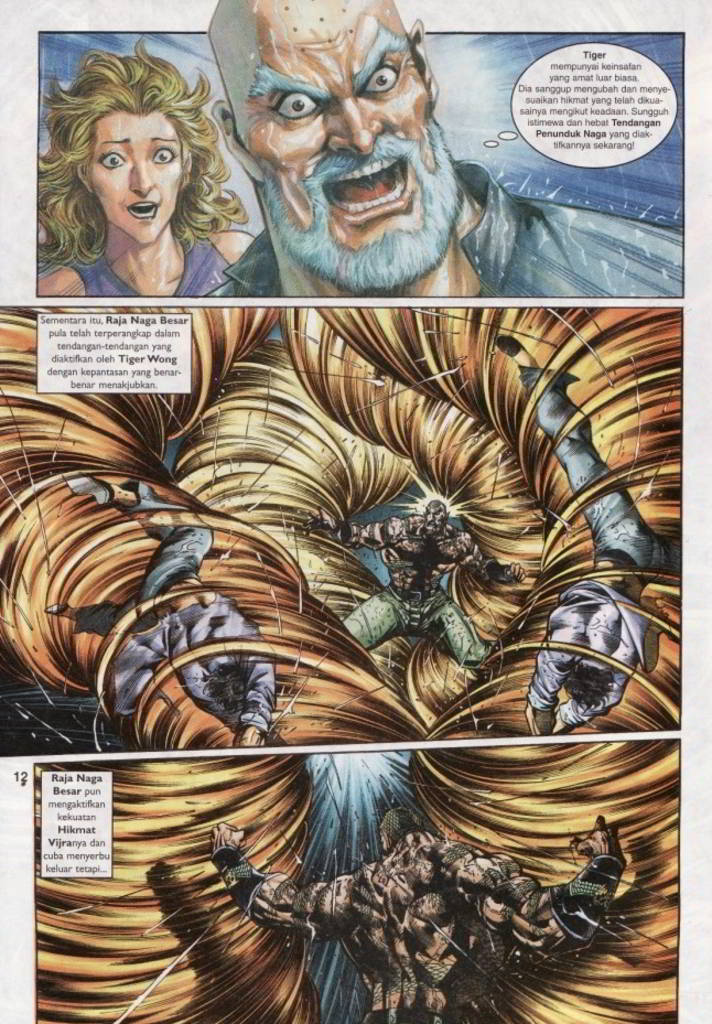 Tiger
mempunyai keinsafan
yang amat luar biasa.
Dia sanggup mengubah dan menye-
suaikan hikmat yang telah dikua-
sainya mengikut keadaan. Sungguh
istimewa dan hebat Tendangan
Penunduk Naga yang diak-
tifkannya sekarang!
Sementara itu, Raja Naga Besar
pula telah terperangkap dalam
tendangan-tendangan yang
diaktifkan oleh Tiger Wong
dengan kepantasan yang benar-
benar menakjubkan.
12
Raja Naga
Besar pun
mengaktifkan
kekuatan
Hikmat
Vijranya dan
cuba menyerbu
keluar tetapi...